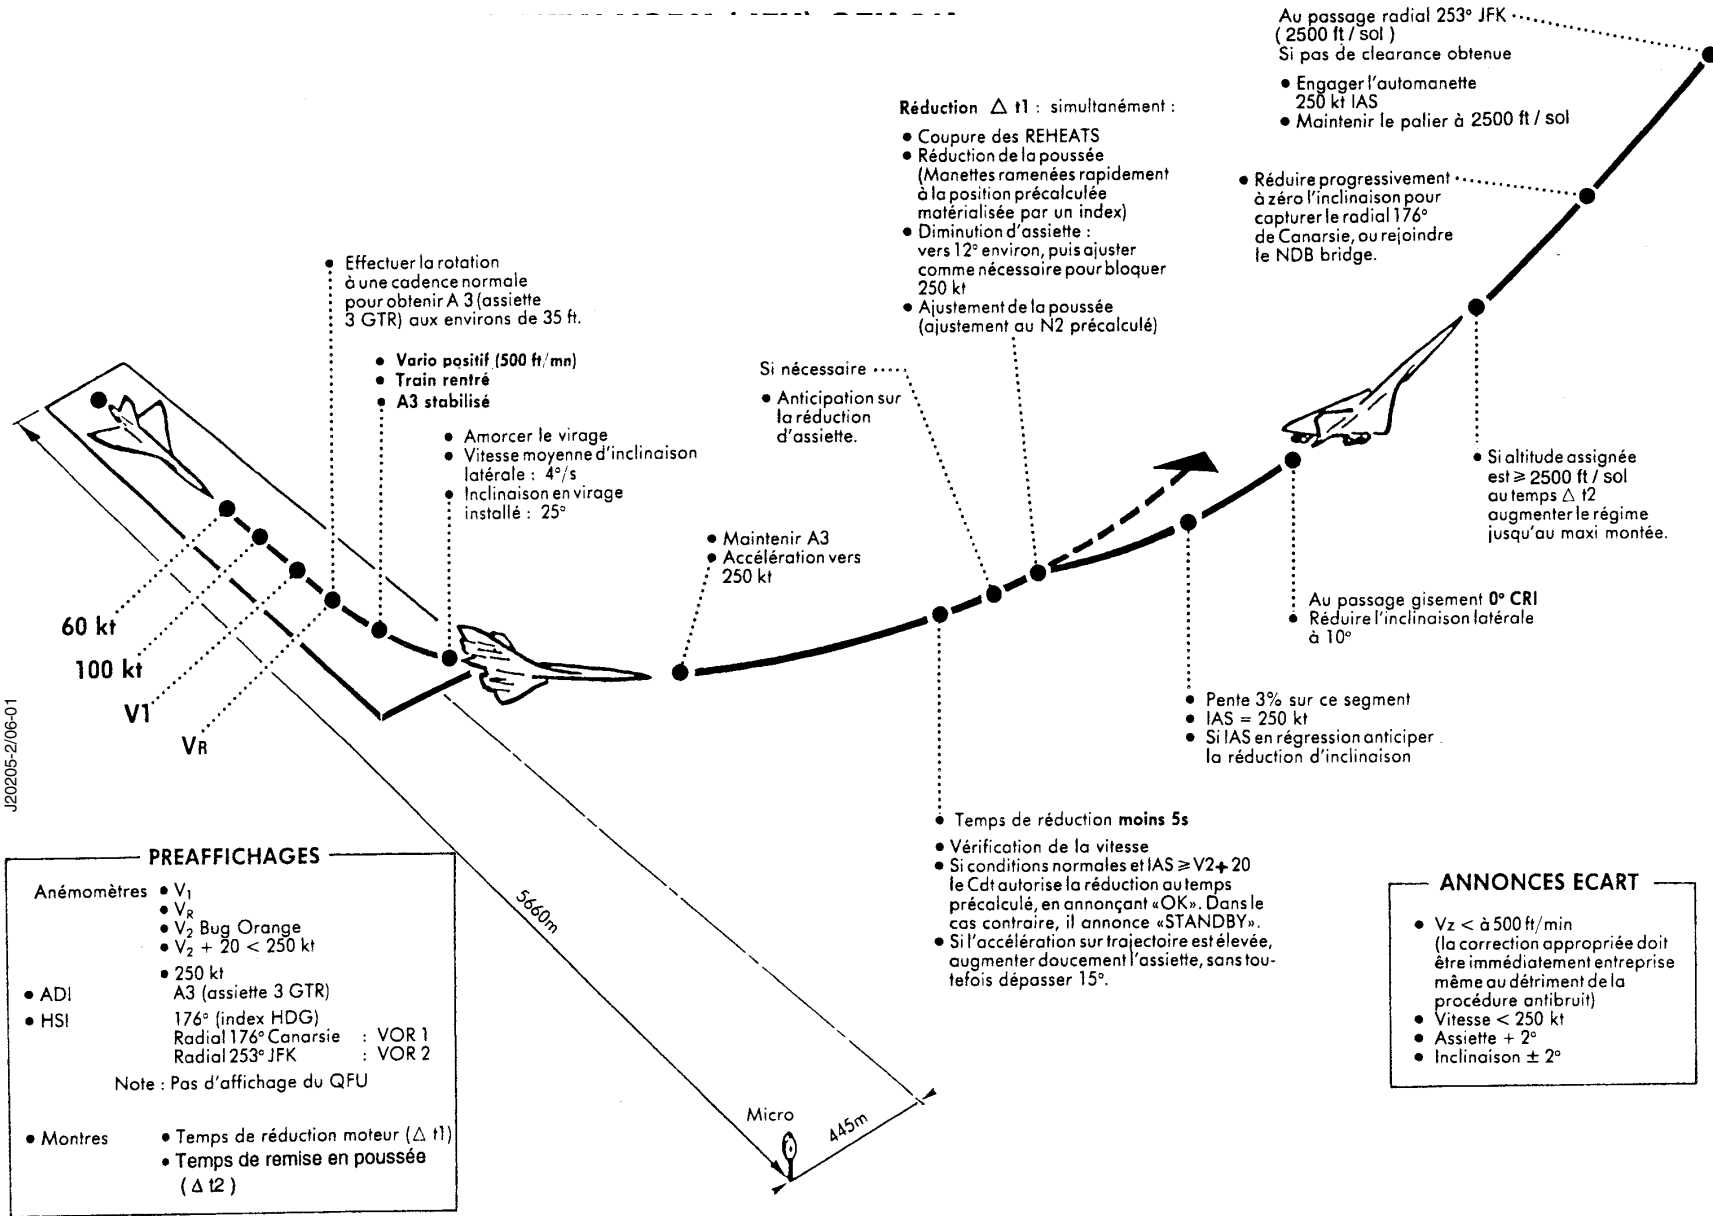 Au passage radial 253° JFK
( 2500 ft / sol )
Si pas de clearance obtenue
● Engager l'automanette
250 kt IAS
● Maintenir le palier à 2500 ft / sol
Réduction △ t1 : simultanément :
● Coupure des REHEATS
● Réduction de la poussée
(Manettes ramenées rapidement
à la position précalculée
matérialisée par un index)
● Diminution d'assiette :
vers 12° environ, puis ajuster
comme nécessaire pour bloquer
250 kt
● Ajustement de la poussée
(ajustement au N2 précalculé)
● Réduire progressivement
à zéro l'inclinaison pour
capturer le radial 176°
de Canarsie, ou rejoindre
le NDB bridge.
● Effectuer la rotation
à une cadence normale
pour obtenir A 3 (assiette
3 GTR) aux environs de 35 ft.
● Vario positif (500 ft/mn)
● Train rentré
● A3 stabilisé
Si nécessaire
● Anticipation sur
la réduction
d'assiette.
● Amorcer le virage
● Vitesse moyenne d'inclinaison
latérale : 4°/s
● Inclinaison en virage
installé : 25°
● Si altitude assignée
est ≥ 2500 ft / sol
au temps △ t2
augmenter le régime
jusqu'au maxi montée.
● Maintenir A3
● Accélération vers
250 kt
60 kt
100 kt
V1
VR
Au passage gisement 0° CRI
● Réduire l'inclinaison latérale
à 10°
● Pente 3% sur ce segment
● IAS = 250 kt
● Si IAS en régression anticiper
la réduction d'inclinaison
J20205-2/06-01
● Temps de réduction moins 5s
● Vérification de la vitesse
● Si conditions normales et IAS ≥ V2+20
le Cdt autorise la réduction au temps
précalculé, en annonçant «OK». Dans le
cas contraire, il annonce «STANDBY».
● Si l'accélération sur trajectoire est élevée,
augmenter doucement l'assiette, sans tou-
tefois dépasser 15°.
PREAFFICHAGES
Anémomètres ● V1
● VR
● V2 Bug Orange
● V2 + 20 < 250 kt
● 250 kt
● ADI A3 (assiette 3 GTR)
● HSI 176° (index HDG)
Radial 176° Canarsie : VOR 1
Radial 253° JFK : VOR 2
Note : Pas d'affichage du QFU
● Montres ● Temps de réduction moteur (△ t1)
● Temps de remise en poussée
( △ t2 )
5660m
Micro
445m
ANNONCES ECART
● Vz < à 500 ft/min
(la correction appropriée doit
être immédiatement entreprise
même au détriment de la
procédure antibruit)
● Vitesse < 250 kt
● Assiette + 2°
● Inclinaison ± 2°